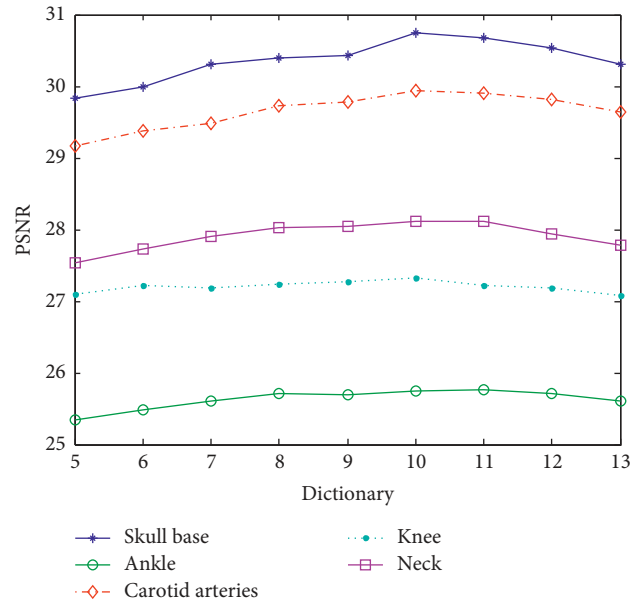 31
30
29
28
27
26
25
PSNR
5 6 7 8 9 10 11 12 13
Dictionary
Skull base
Ankle
Carotid arteries
Knee
Neck